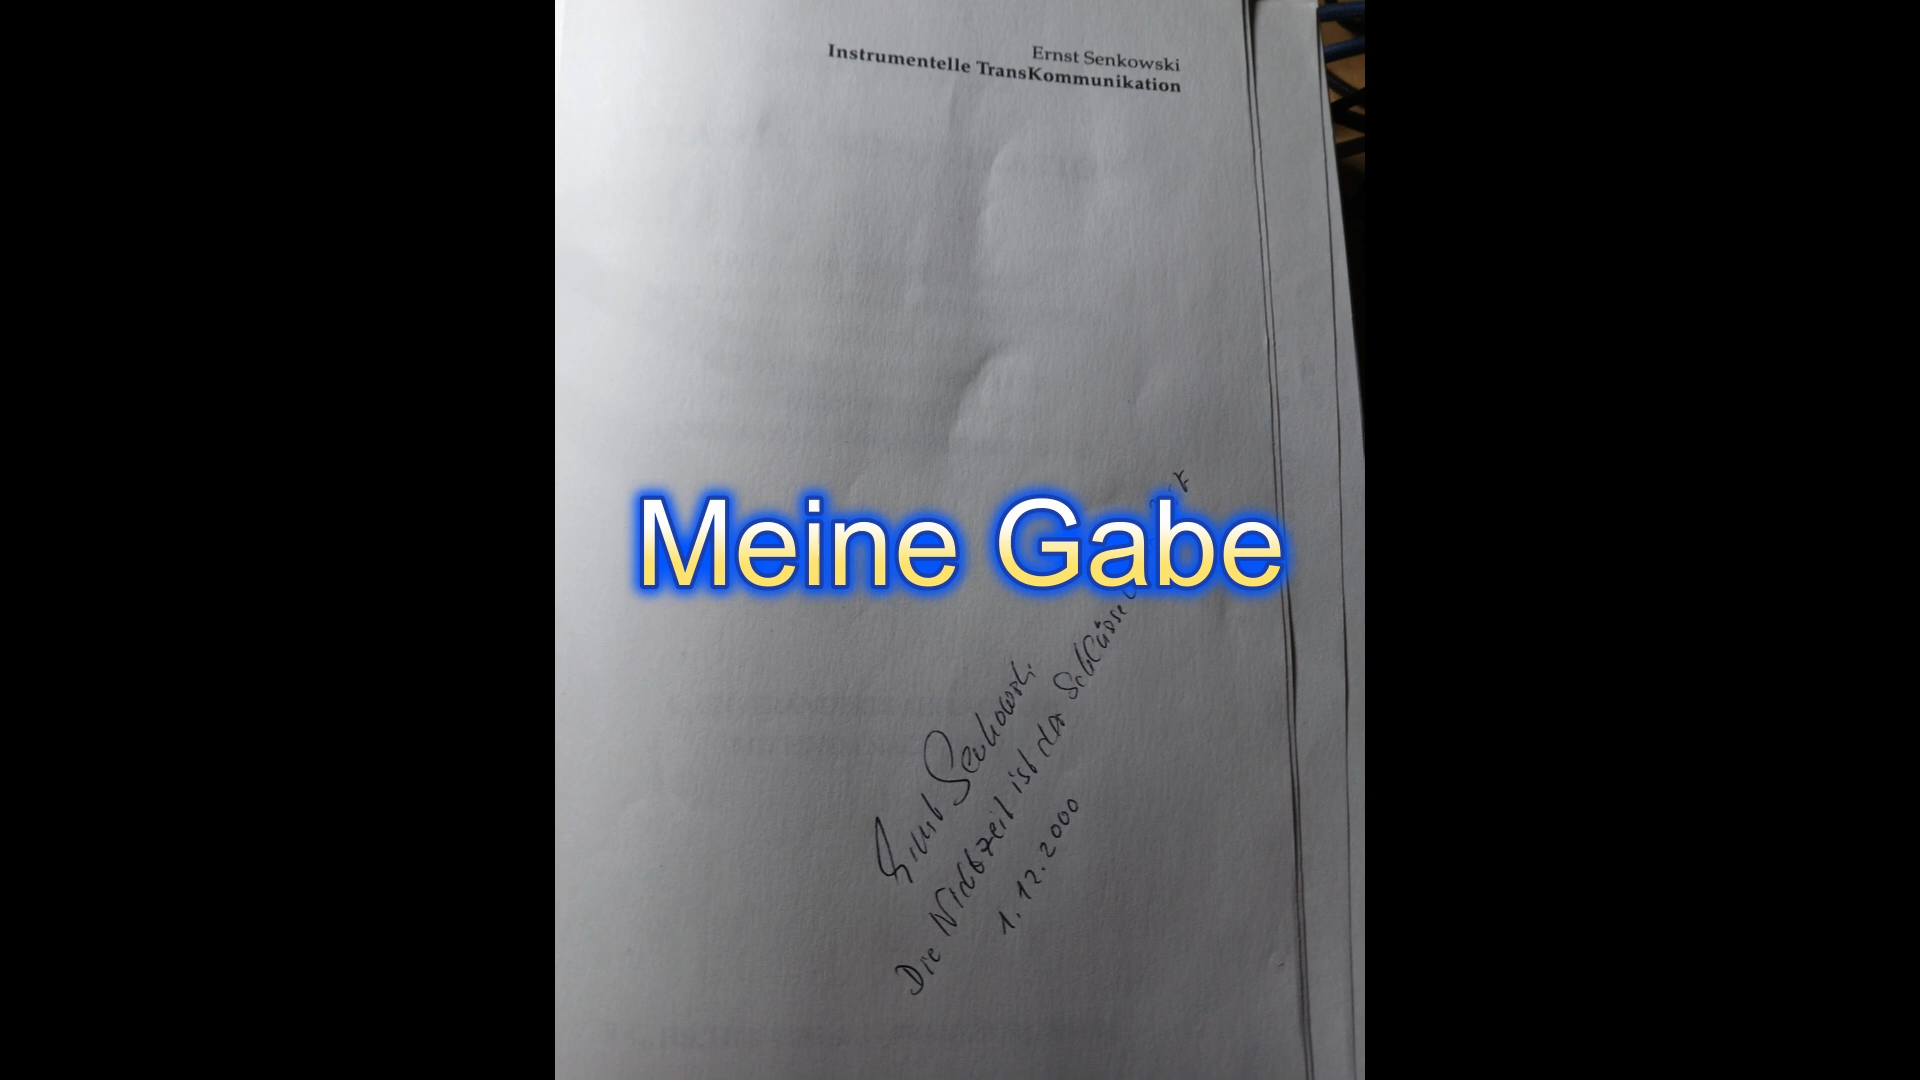 Ernst Senkowski
Instrumentelle TransKommunikation
Meine Gabe
Ernst Senkowski
Die Nichtzeit ist der Schlüssel
1.12.2000